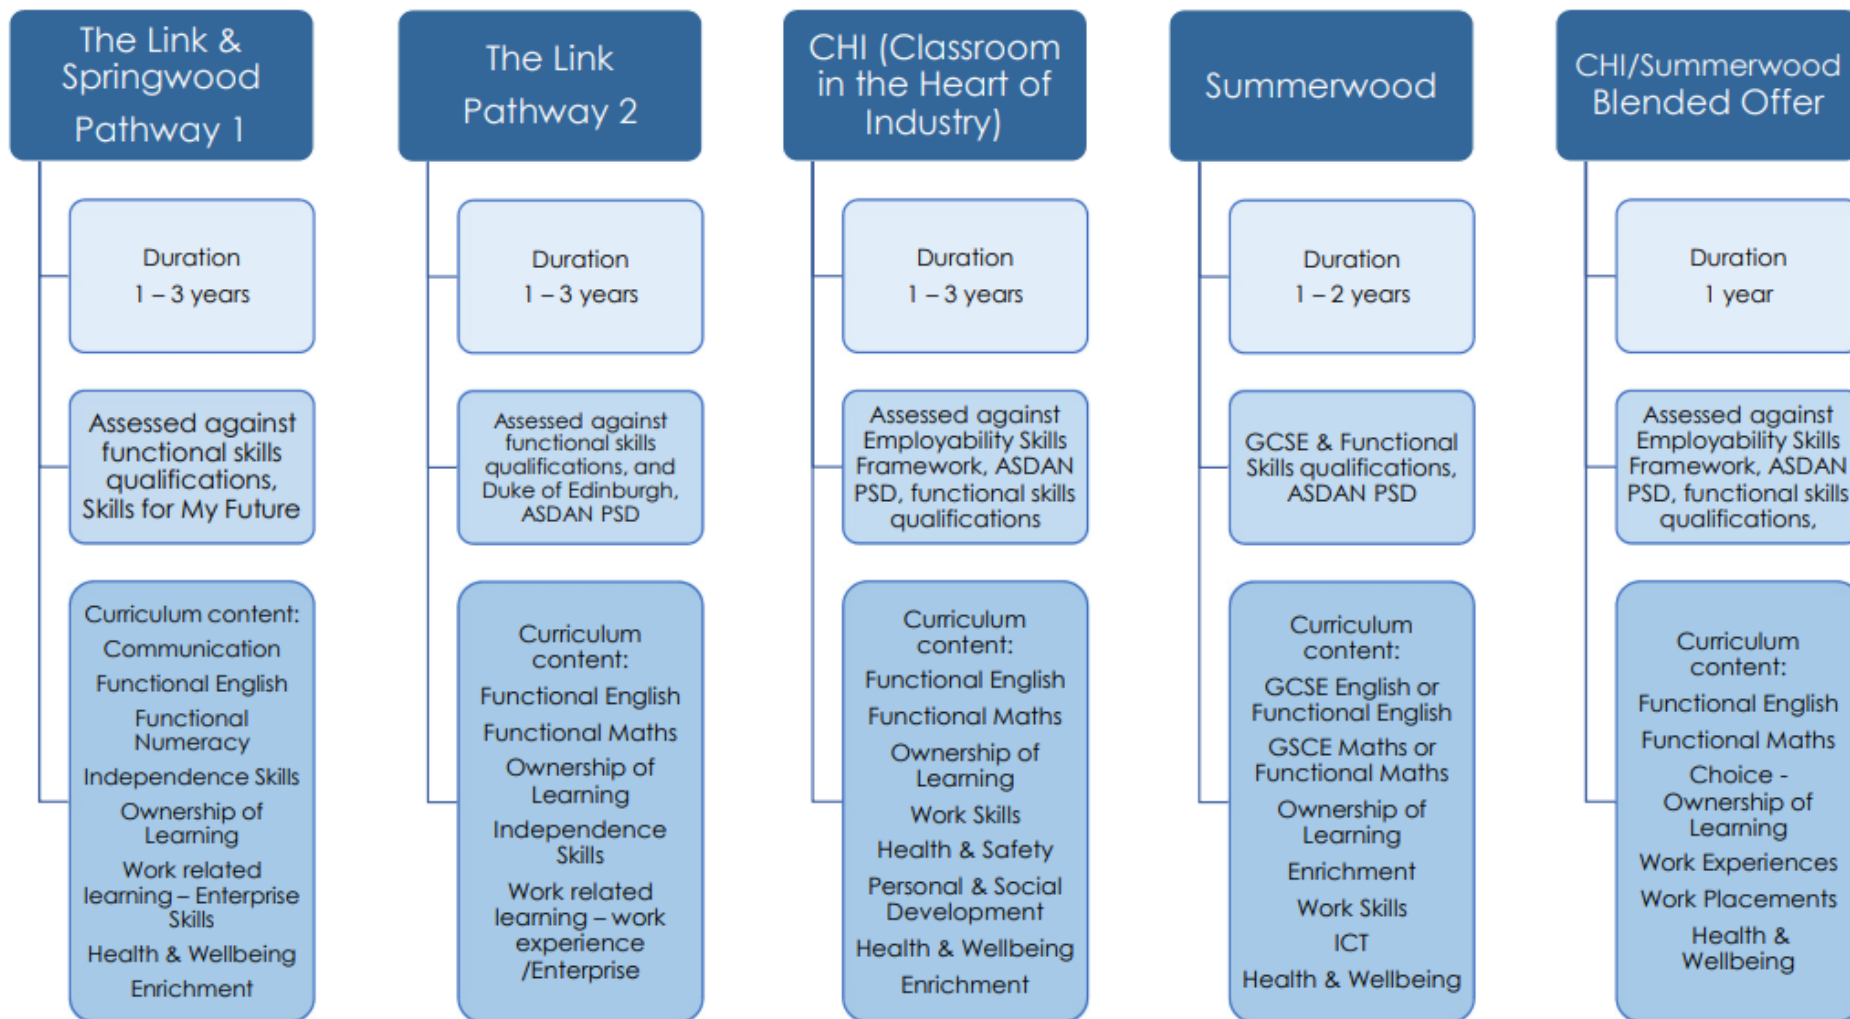 The Link &
Springwood
Pathway 1
Duration
1 – 3 years
Assessed against
functional skills
qualifications,
Skills for My Future
Curriculum content:
Communication
Functional English
Functional
Numeracy
Independence Skills
Ownership of
Learning
Work related
learning – Enterprise
Skills
Health & Wellbeing
Enrichment
The Link
Pathway 2
Duration
1 – 3 years
Assessed against
functional skills
qualifications, and
Duke of Edinburgh,
ASDAN PSD
Curriculum
content:
Functional English
Functional Maths
Ownership of
Learning
Independence
Skills
Work related
learning – work
experience
/Enterprise
CHI (Classroom
in the Heart of
Industry)
Duration
1 – 3 years
Assessed against
Employability Skills
Framework, ASDAN
PSD, functional skills
qualifications
Curriculum
content:
Functional English
Functional Maths
Ownership of
Learning
Work Skills
Health & Safety
Personal & Social
Development
Health & Wellbeing
Enrichment
Summerwood
Duration
1 – 2 years
GCSE & Functional
Skills qualifications,
ASDAN PSD
Curriculum
content:
GCSE English or
Functional English
GSCE Maths or
Functional Maths
Ownership of
Learning
Enrichment
Work Skills
ICT
Health & Wellbeing
CHI/Summerwood
Blended Offer
Duration
1 year
Assessed against
Employability Skills
Framework, ASDAN
PSD, functional skills
qualifications,
Curriculum
content:
Functional English
Functional Maths
Choice -
Ownership of
Learning
Work Experiences
Work Placements
Health &
Wellbeing